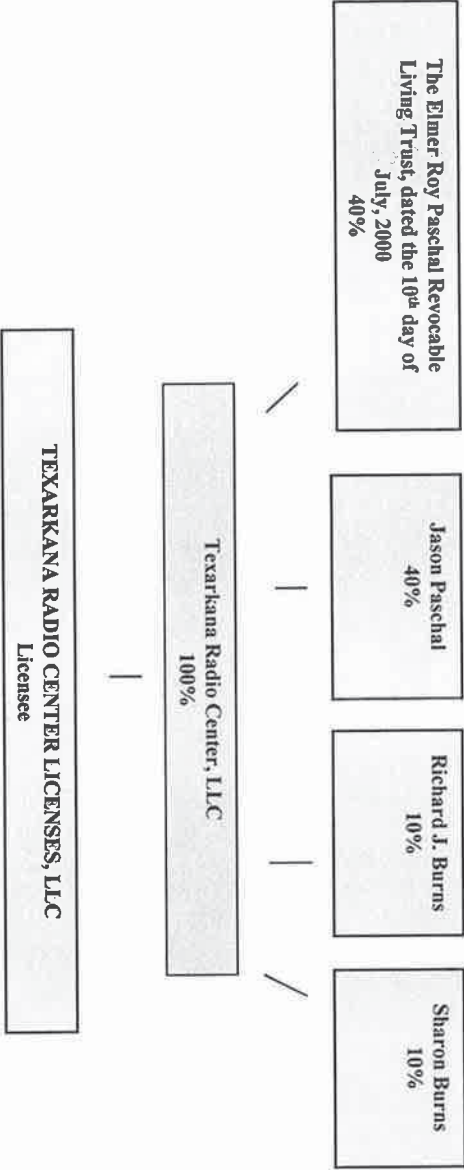 The Elmer Roy Paschal Revocable
Living Trust, dated the 10th day of
July, 2000
40%
Jason Paschal
40%
Richard J. Burns
10%
Sharon Burns
10%
Texarkana Radio Center, LLC
100%
TEXARKANA RADIO CENTER LICENSES, LLC
Licensee